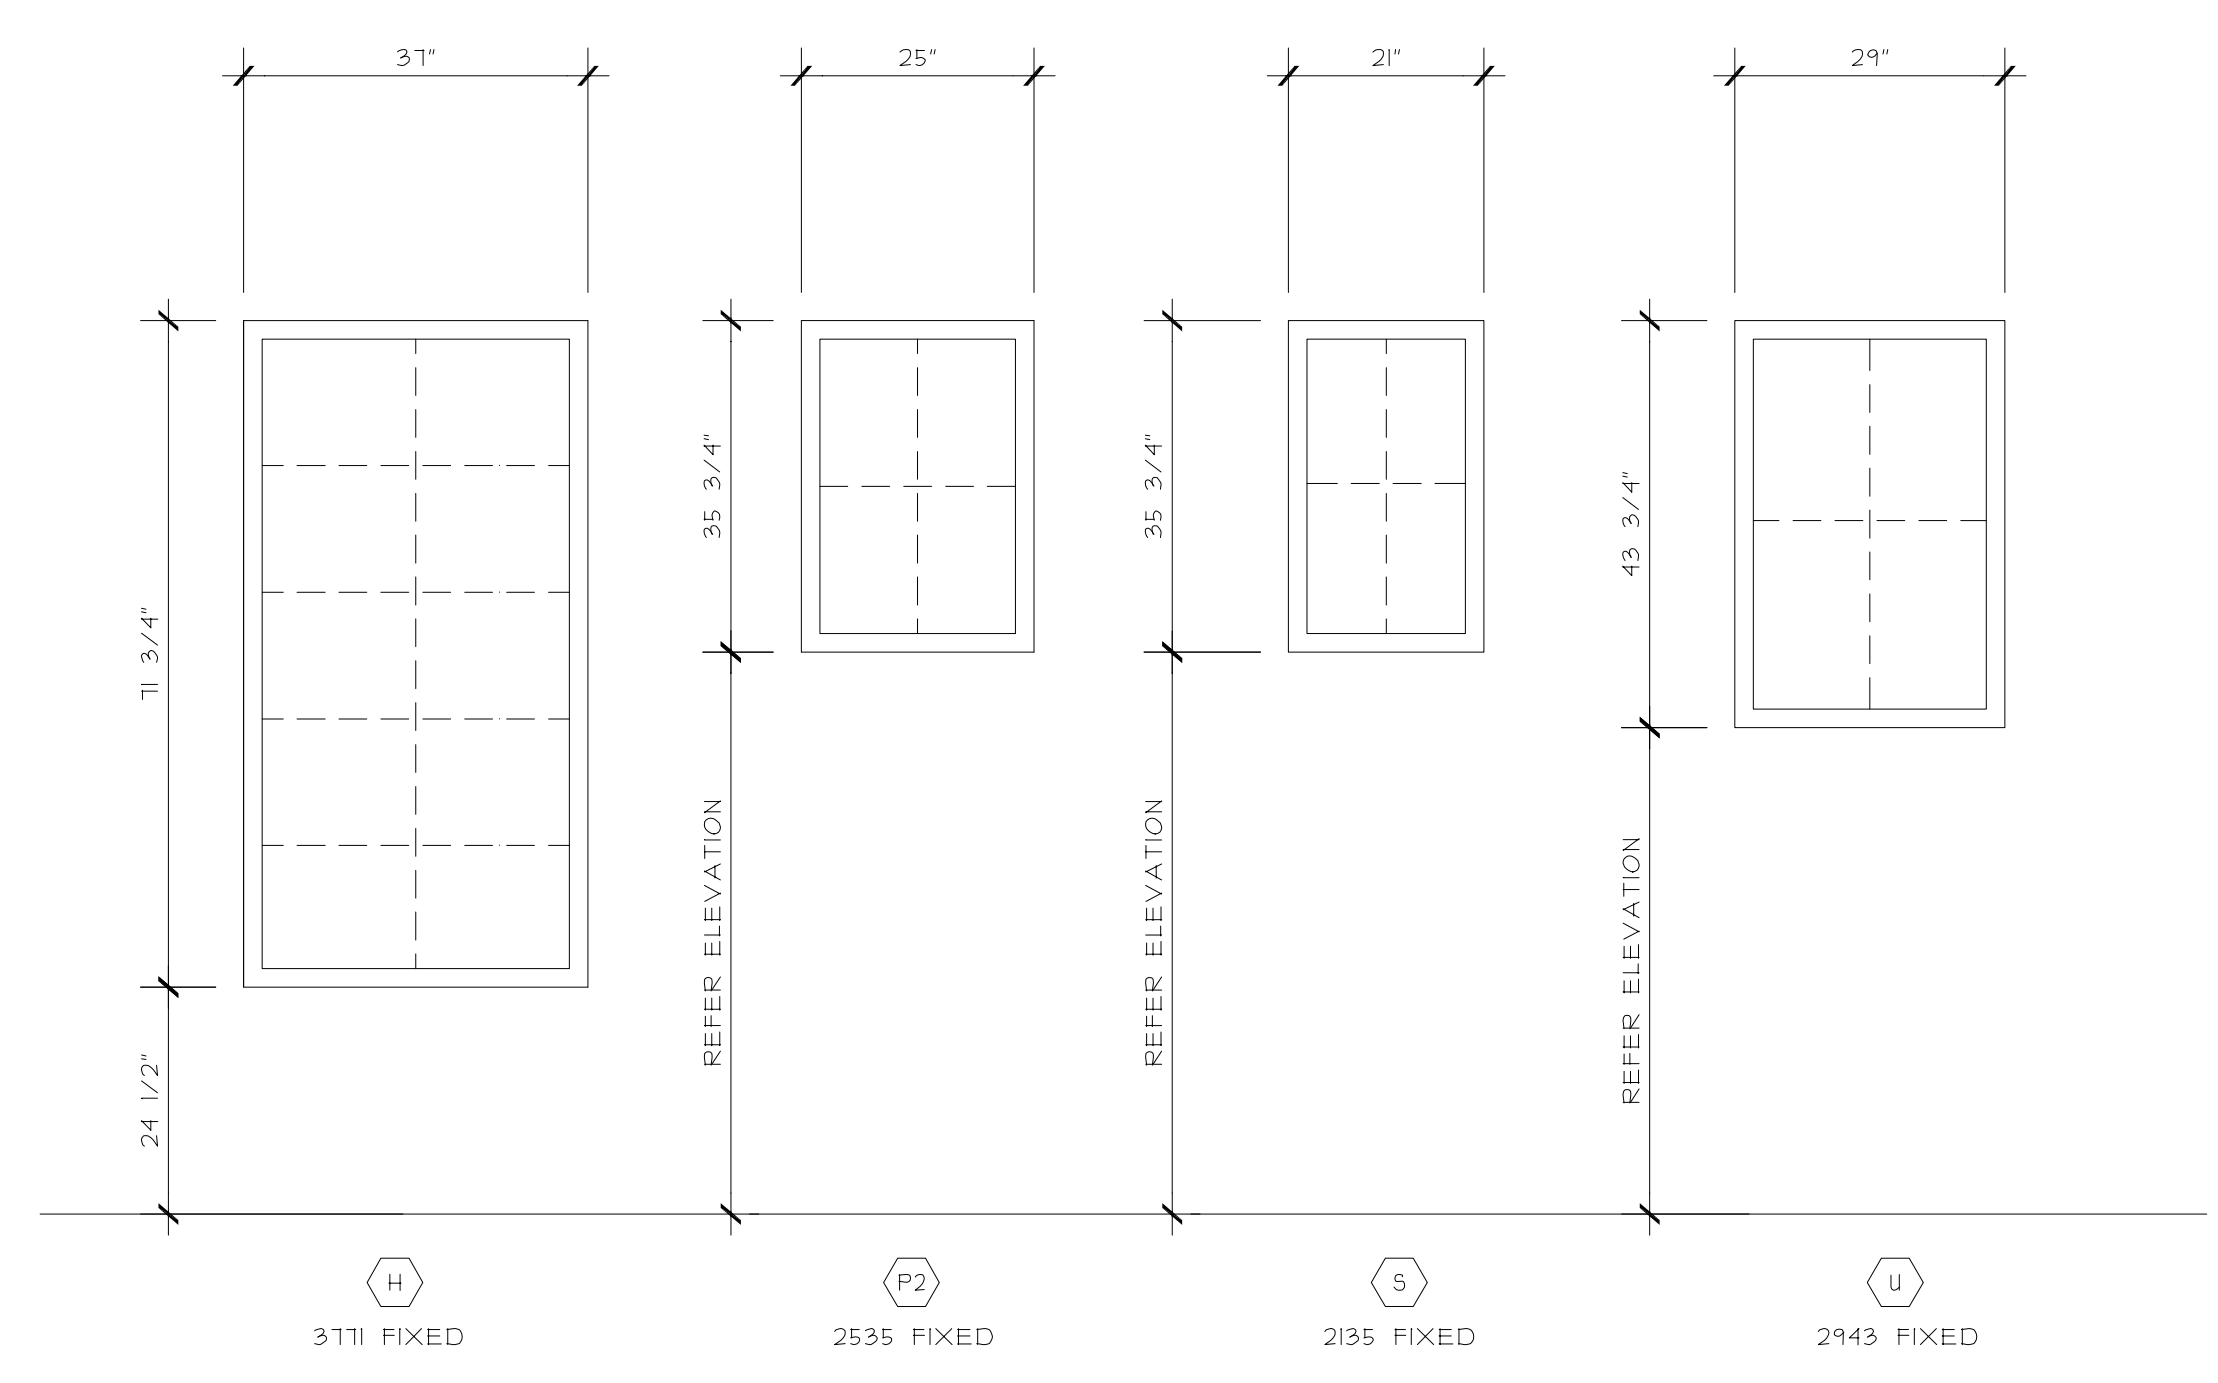 37"
25"
21"
29"
71 3/4"
35 3/4"
35 3/4"
43 3/4"
24 1/2"
REFER ELEVATION
REFER ELEVATION
REFER ELEVATION
H
P2
S
U
3771 FIXED
2535 FIXED
2135 FIXED
2943 FIXED